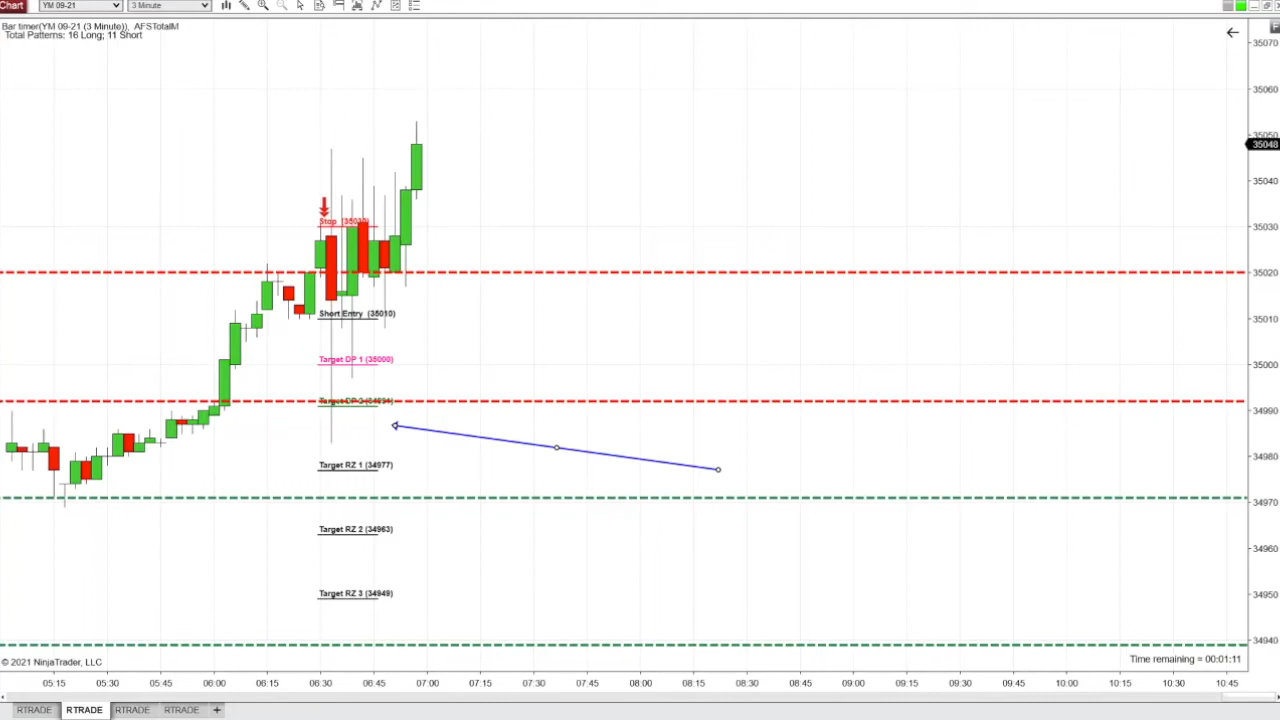 Chart YM 09-21 3 Minute
Bar timer(YM 09-21 (3 Minute)), AFSTotalM
Total Patterns: 16 Long; 11 Short
F
35070
35060
35050
35048
35040
Stop
35030
35020
Short Entry (35010)
35010
Target DP 1 (35000)
35000
Target DP 2
34990
34980
Target RZ 1 (34977)
34970
Target RZ 2 (34963)
34960
34950
Target RZ 3 (34949)
34940
© 2021 NinjaTrader, LLC
Time remaining = 00:01:11
05:15 05:30 05:45 06:00 06:15 06:30 06:45 07:00 07:15 07:30 07:45 08:00 08:15 08:30 08:45 09:00 09:15 09:30 09:45 10:00 10:15 10:30 10:45
RTRADE RTRADE RTRADE RTRADE +